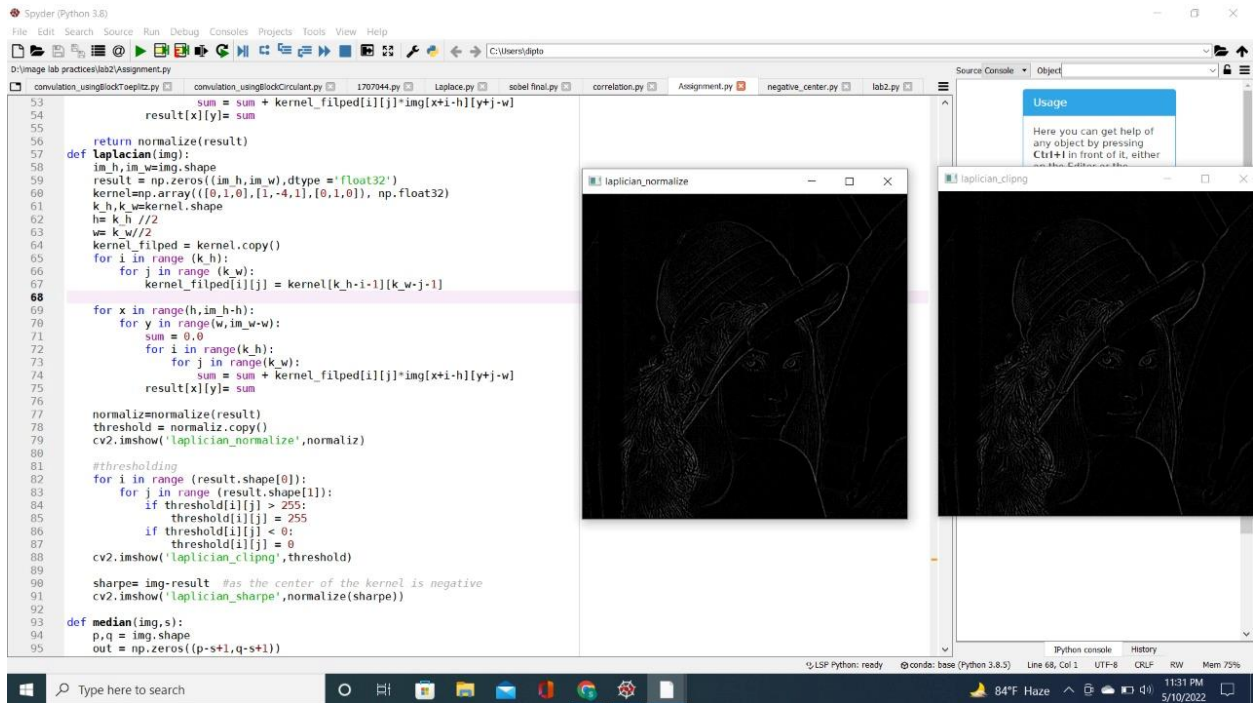 Spyder (Python 3.8)
File Edit Search Source Run Debug Consoles Projects Tools View Help
C:\Users\dipto
D:\image lab practices\lab2\Assignment.py
convulation_usingBlockToeplitz.py convulation_usingBlockCirculant.py 1707044.py Laplace.py sobel final.py correlation.py Assignment.py negative_center.py lab2.py
53 sum = sum + kernel_filped[i][j]*img[x+i-h][y+j-w]
54 result[x][y]= sum
55
56 return normalize(result)
57 def laplacian(img):
58 im_h,im_w=img.shape
59 result = np.zeros((im_h,im_w),dtype ='float32')
60 kernel=np.array(([0,1,0],[1,-4,1],[0,1,0]), np.float32)
61 k_h,k_w=kernel.shape
62 h= k_h //2
63 w= k_w//2
64 kernel_filped = kernel.copy()
65 for i in range (k_h):
66 for j in range (k_w):
67 kernel_filped[i][j] = kernel[k_h-i-1][k_w-j-1]
68
69 for x in range(h,im_h-h):
70 for y in range(w,im_w-w):
71 sum = 0.0
72 for i in range(k_h):
73 for j in range(k_w):
74 sum = sum + kernel_filped[i][j]*img[x+i-h][y+j-w]
75 result[x][y]= sum
76
77 normaliz=normalize(result)
78 threshold = normaliz.copy()
79 cv2.imshow('laplician_normalize',normaliz)
80
81 #thresholding
82 for i in range (result.shape[0]):
83 for j in range (result.shape[1]):
84 if threshold[i][j] > 255:
85 threshold[i][j] = 255
86 if threshold[i][j] < 0:
87 threshold[i][j] = 0
88 cv2.imshow('laplician_clipng',threshold)
89
90 sharpe= img-result #as the center of the kernel is negative
91 cv2.imshow('laplician_sharpe',normalize(sharpe))
92
93 def median(img,s):
94 p,q = img.shape
95 out = np.zeros((p-s+1,q-s+1))
laplician_normalize
laplician_clipng
Source Console Object
Usage
Here you can get help of
any object by pressing
Ctrl+I in front of it, either
on the Editor or the
IPython console History
LSP Python: ready conda: base (Python 3.8.5) Line 68, Col 1 UTF-8 CRLF RW Mem 75%
Type here to search
84°F Haze
11:31 PM
5/10/2022